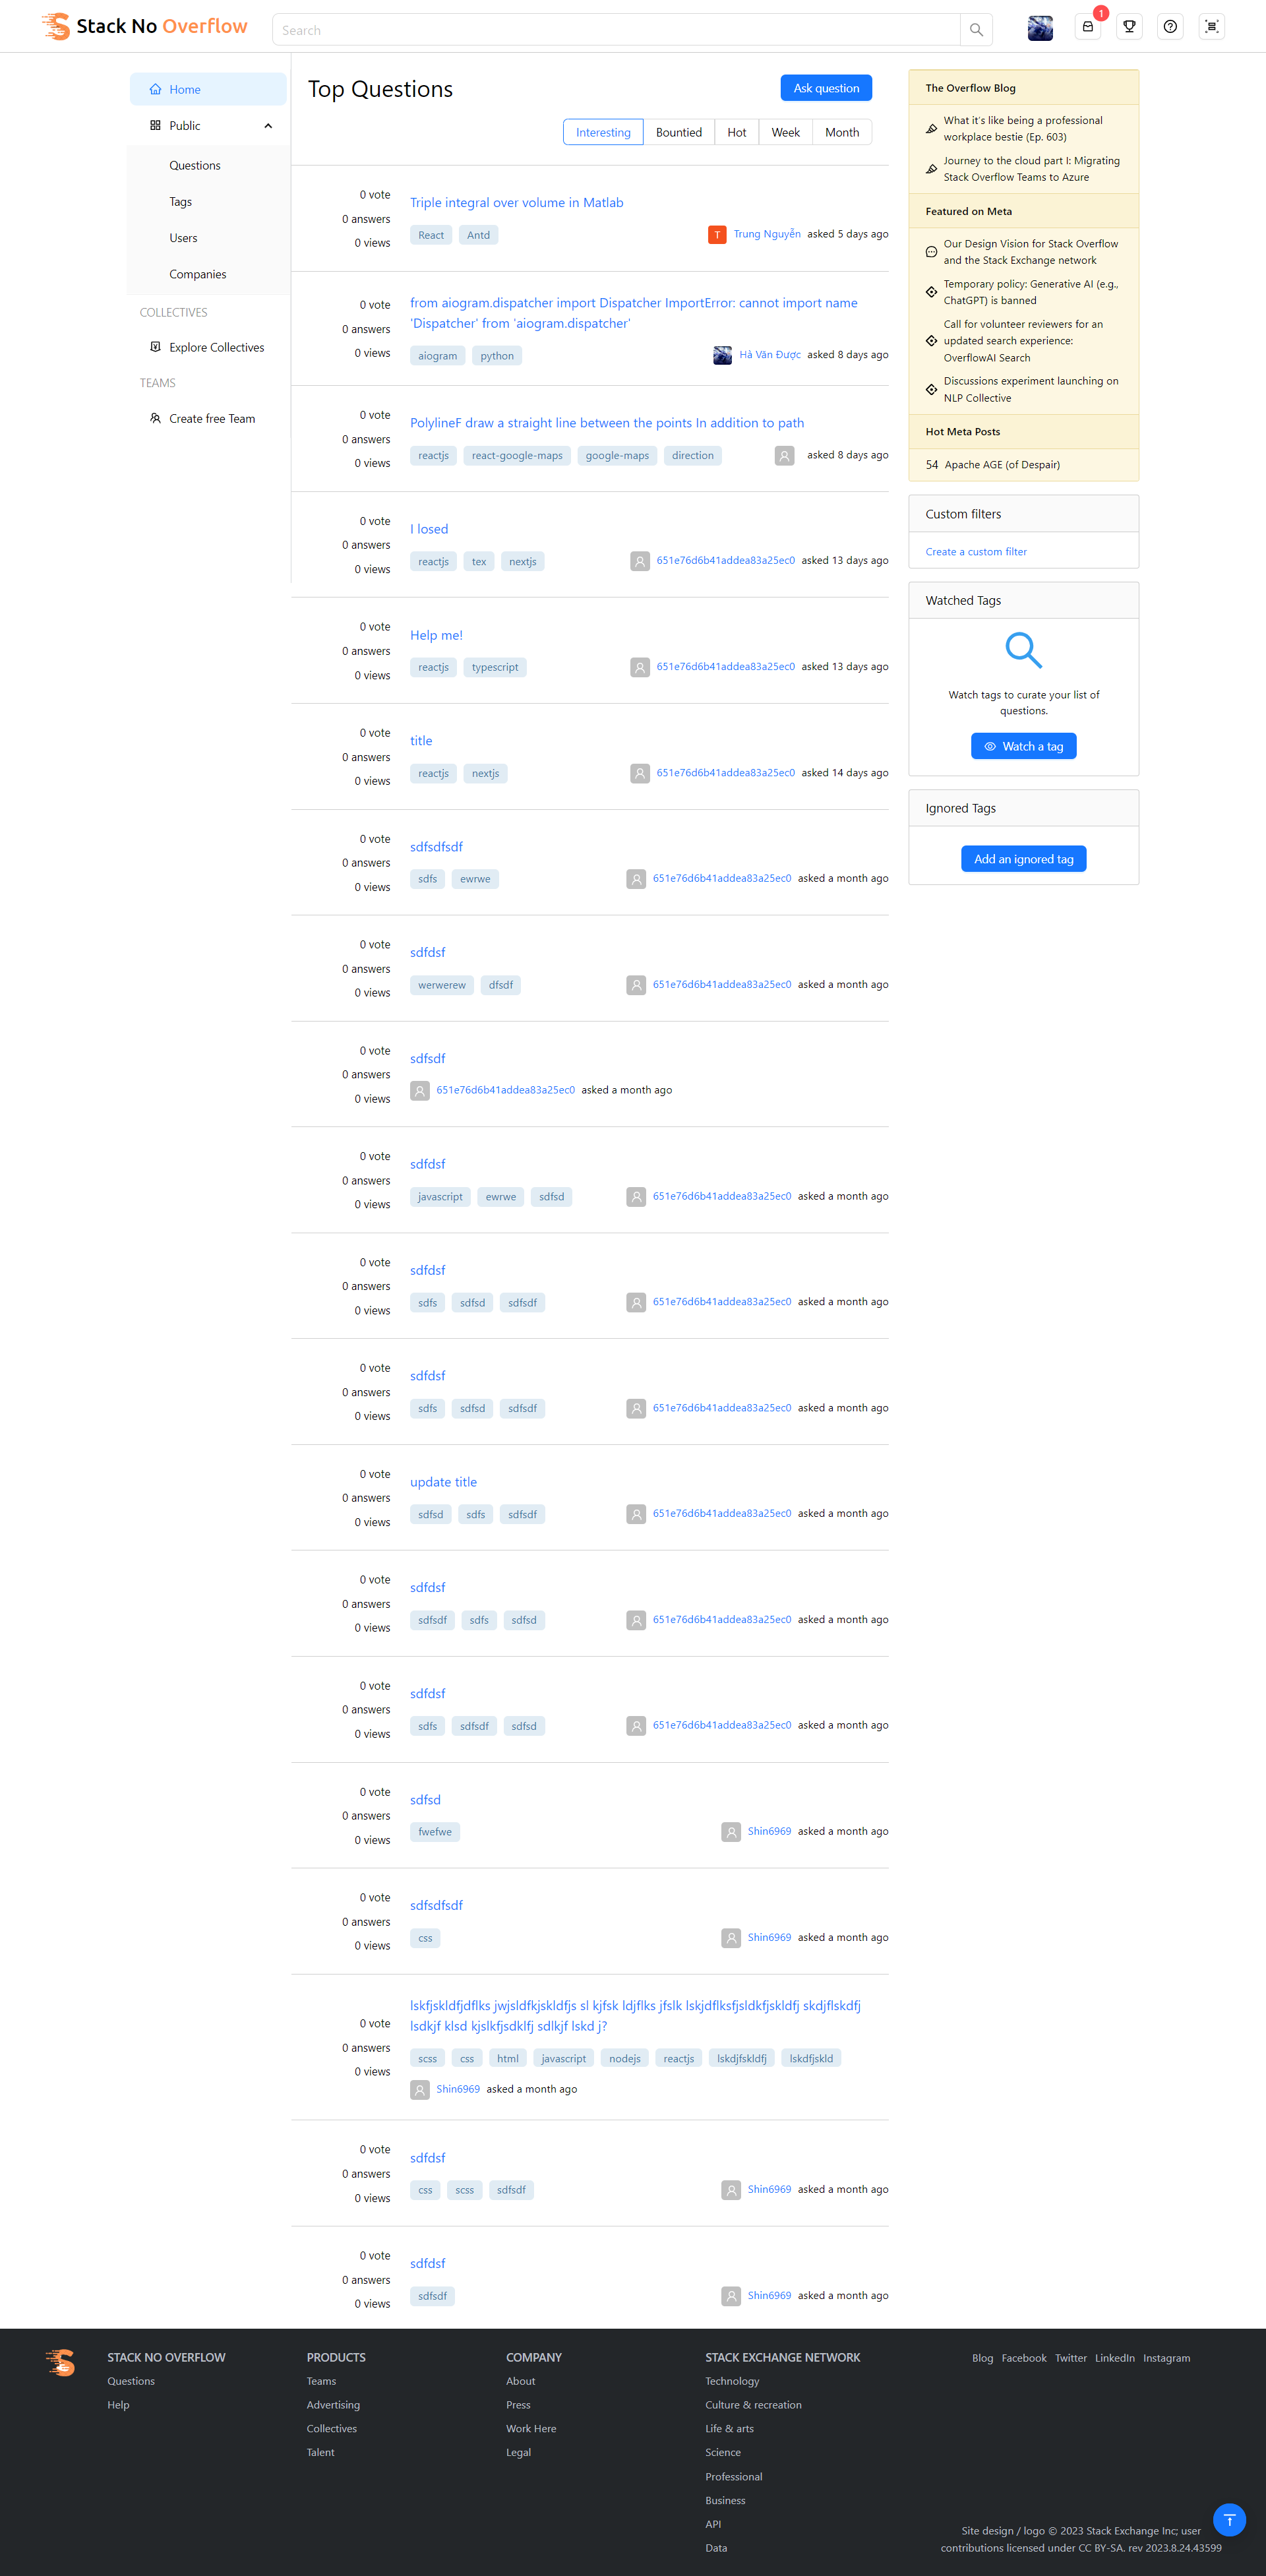 Stack No Overflow
Search
1
Home
Public
Questions
Tags
Users
Companies
COLLECTIVES
Explore Collectives
TEAMS
Create free Team
Top Questions
Ask question
Interesting Bountied Hot Week Month
0 vote
0 answers
0 views
Triple integral over volume in Matlab
React Antd
T Trung Nguyễn asked 5 days ago
0 vote
0 answers
0 views
from aiogram.dispatcher import Dispatcher ImportError: cannot import name
'Dispatcher' from 'aiogram.dispatcher'
aiogram python
Hà Văn Được asked 8 days ago
0 vote
0 answers
0 views
PolylineF draw a straight line between the points In addition to path
reactjs react-google-maps google-maps direction
asked 8 days ago
0 vote
0 answers
0 views
I losed
reactjs tex nextjs
651e76d6b41addea83a25ec0 asked 13 days ago
0 vote
0 answers
0 views
Help me!
reactjs typescript
651e76d6b41addea83a25ec0 asked 13 days ago
0 vote
0 answers
0 views
title
reactjs nextjs
651e76d6b41addea83a25ec0 asked 14 days ago
0 vote
0 answers
0 views
sdfsdfsdf
sdfs ewrwe
651e76d6b41addea83a25ec0 asked a month ago
0 vote
0 answers
0 views
sdfdsf
werwerew dfsdf
651e76d6b41addea83a25ec0 asked a month ago
0 vote
0 answers
0 views
sdfsdf
651e76d6b41addea83a25ec0 asked a month ago
0 vote
0 answers
0 views
sdfdsf
javascript ewrwe sdfsd
651e76d6b41addea83a25ec0 asked a month ago
0 vote
0 answers
0 views
sdfdsf
sdfs sdfsd sdfsdf
651e76d6b41addea83a25ec0 asked a month ago
0 vote
0 answers
0 views
sdfdsf
sdfs sdfsd sdfsdf
651e76d6b41addea83a25ec0 asked a month ago
0 vote
0 answers
0 views
update title
sdfsd sdfs sdfsdf
651e76d6b41addea83a25ec0 asked a month ago
0 vote
0 answers
0 views
sdfdsf
sdfsdf sdfs sdfsd
651e76d6b41addea83a25ec0 asked a month ago
0 vote
0 answers
0 views
sdfdsf
sdfs sdfsdf sdfsd
651e76d6b41addea83a25ec0 asked a month ago
0 vote
0 answers
0 views
sdfsd
fwefwe
Shin6969 asked a month ago
0 vote
0 answers
0 views
sdfsdfsdf
css
Shin6969 asked a month ago
0 vote
0 answers
0 views
lskfjskldfjdflks jwjsldfkjskldfjs sl kjfsk ldjflks jfslk lskjdflksfjsldkfjskldfj skdjflskdfj
lsdkjf klsd kjslkfjsdklfj sdlkjf lskd j?
scss css html javascript nodejs reactjs lskdjfskldfj lskdfjskld
Shin6969 asked a month ago
0 vote
0 answers
0 views
sdfdsf
css scss sdfsdf
Shin6969 asked a month ago
0 vote
0 answers
0 views
sdfdsf
sdfsdf
Shin6969 asked a month ago
The Overflow Blog
What it's like being a professional
workplace bestie (Ep. 603)
Journey to the cloud part I: Migrating
Stack Overflow Teams to Azure
Featured on Meta
Our Design Vision for Stack Overflow
and the Stack Exchange network
Temporary policy: Generative AI (e.g.,
ChatGPT) is banned
Call for volunteer reviewers for an
updated search experience:
OverflowAI Search
Discussions experiment launching on
NLP Collective
Hot Meta Posts
54 Apache AGE (of Despair)
Custom filters
Create a custom filter
Watched Tags
Watch tags to curate your list of
questions.
Watch a tag
Ignored Tags
Add an ignored tag
STACK NO OVERFLOW
Questions
Help
PRODUCTS
Teams
Advertising
Collectives
Talent
COMPANY
About
Press
Work Here
Legal
STACK EXCHANGE NETWORK
Technology
Culture & recreation
Life & arts
Science
Professional
Business
API
Data
Blog Facebook Twitter LinkedIn Instagram
Site design / logo © 2023 Stack Exchange Inc; user
contributions licensed under CC BY-SA. rev 2023.8.24.43599